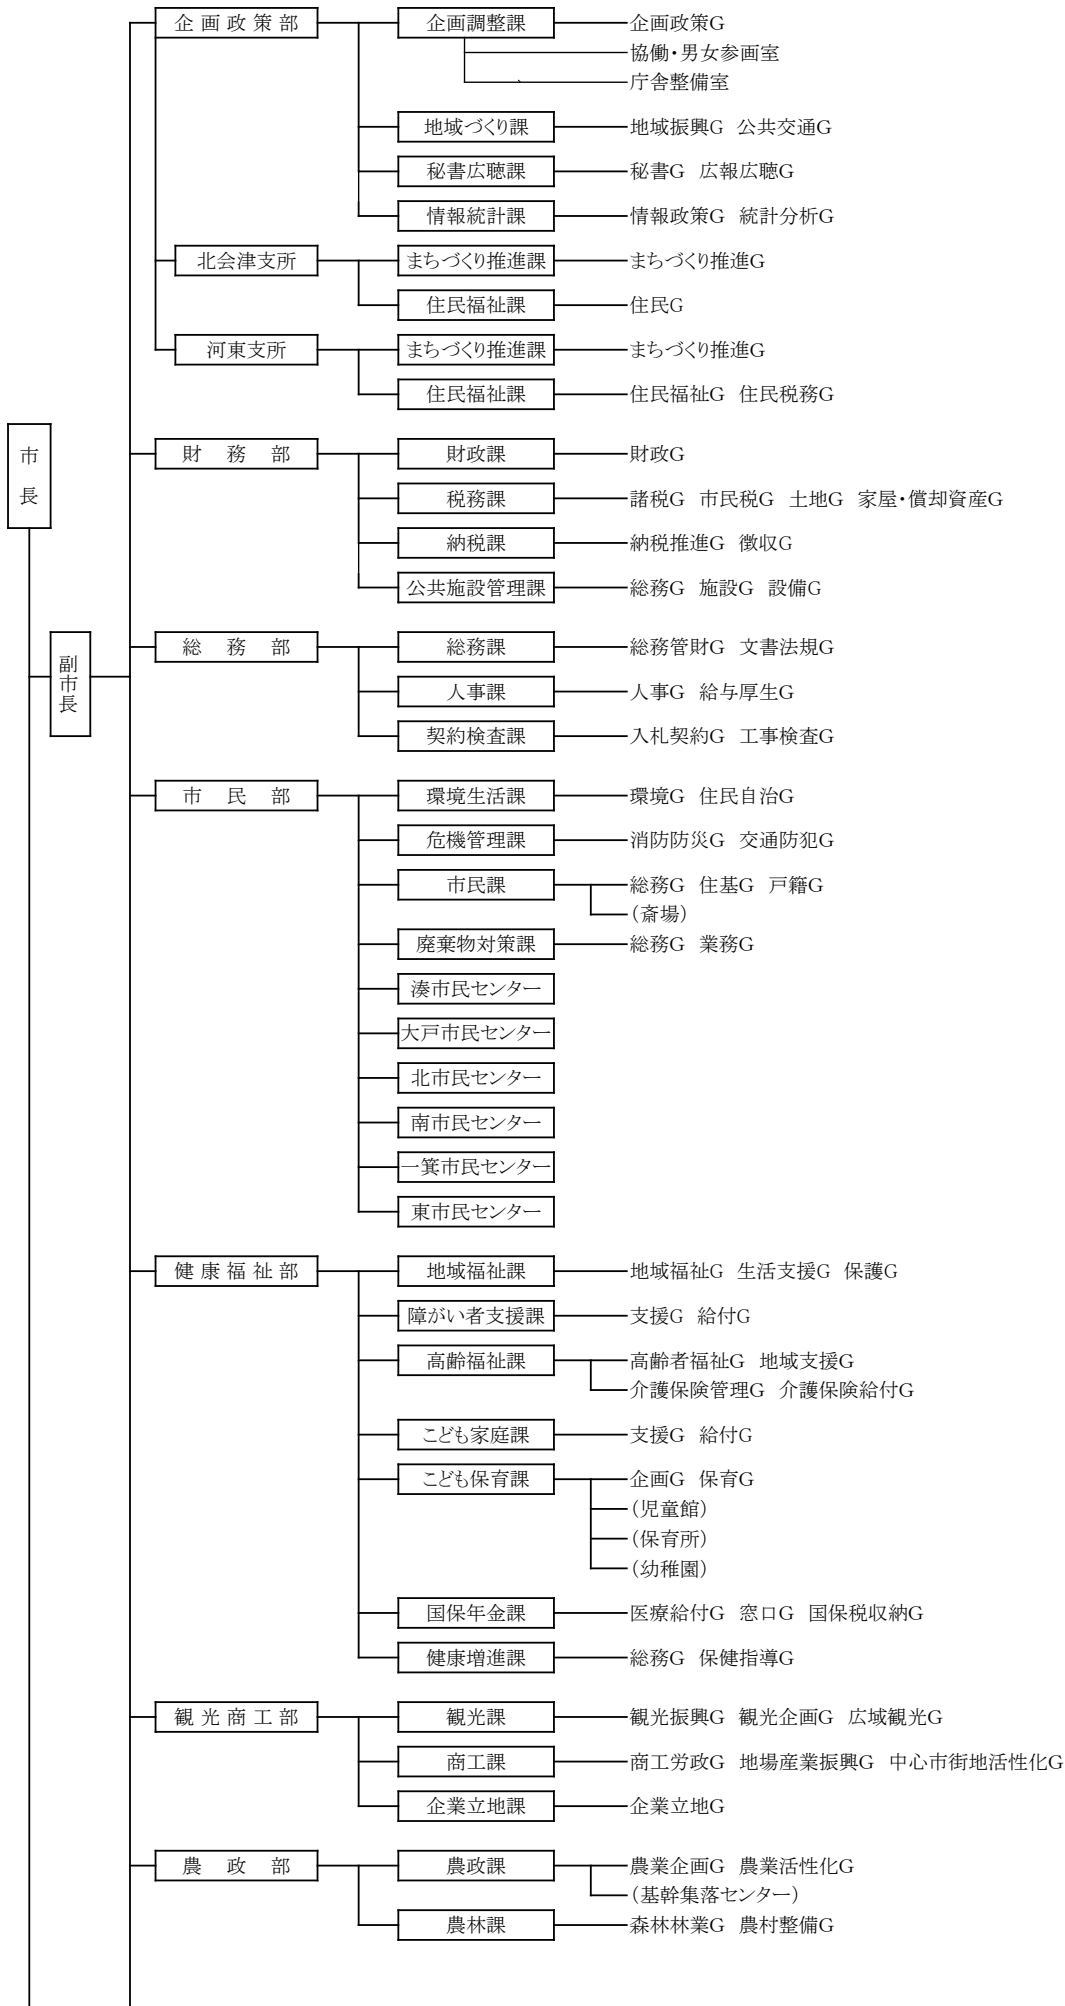 企画政策部 企画調整課 企画政策G
協働・男女参画室
庁舎整備室
地域づくり課 地域振興G 公共交通G
秘書広聴課 秘書G 広報広聴G
情報統計課 情報政策G 統計分析G
北会津支所 まちづくり推進課 まちづくり推進G
住民福祉課 住民G
河東支所 まちづくり推進課 まちづくり推進G
住民福祉課 住民福祉G 住民税務G
市長
財務部 財政課 財政G
税務課 諸税G 市民税G 土地G 家屋・償却資産G
納税課 納税推進G 徴収G
公共施設管理課 総務G 施設G 設備G
副市長
総務部 総務課 総務管財G 文書法規G
人事課 人事G 給与厚生G
契約検査課 入札契約G 工事検査G
市民部 環境生活課 環境G 住民自治G
危機管理課 消防防災G 交通防犯G
市民課 総務G 住基G 戸籍G
(斎場)
廃棄物対策課 総務G 業務G
湊市民センター
大戸市民センター
北市民センター
南市民センター
一箕市民センター
東市民センター
健康福祉部 地域福祉課 地域福祉G 生活支援G 保護G
障がい者支援課 支援G 給付G
高齢福祉課 高齢者福祉G 地域支援G
介護保険管理G 介護保険給付G
こども家庭課 支援G 給付G
こども保育課 企画G 保育G
(児童館)
(保育所)
(幼稚園)
国保年金課 医療給付G 窓口G 国保税収納G
健康増進課 総務G 保健指導G
観光商工部 観光課 観光振興G 観光企画G 広域観光G
商工課 商工労政G 地場産業振興G 中心市街地活性化G
企業立地課 企業立地G
農政部 農政課 農業企画G 農業活性化G
(基幹集落センター)
農林課 森林林業G 農村整備G